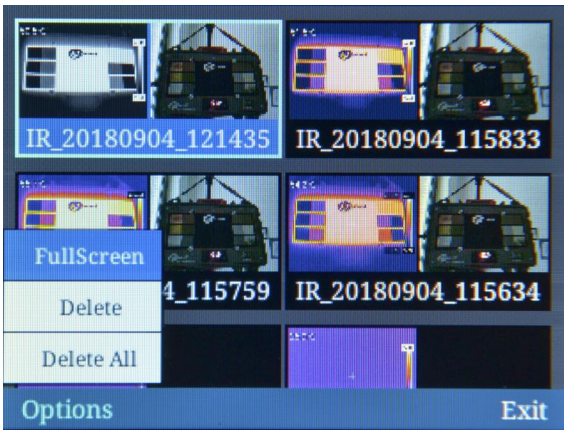 IR_20180904_121435
IR_20180904_115833
4_115759
IR_20180904_115634
FullScreen
Delete
Delete All
Options
Exit